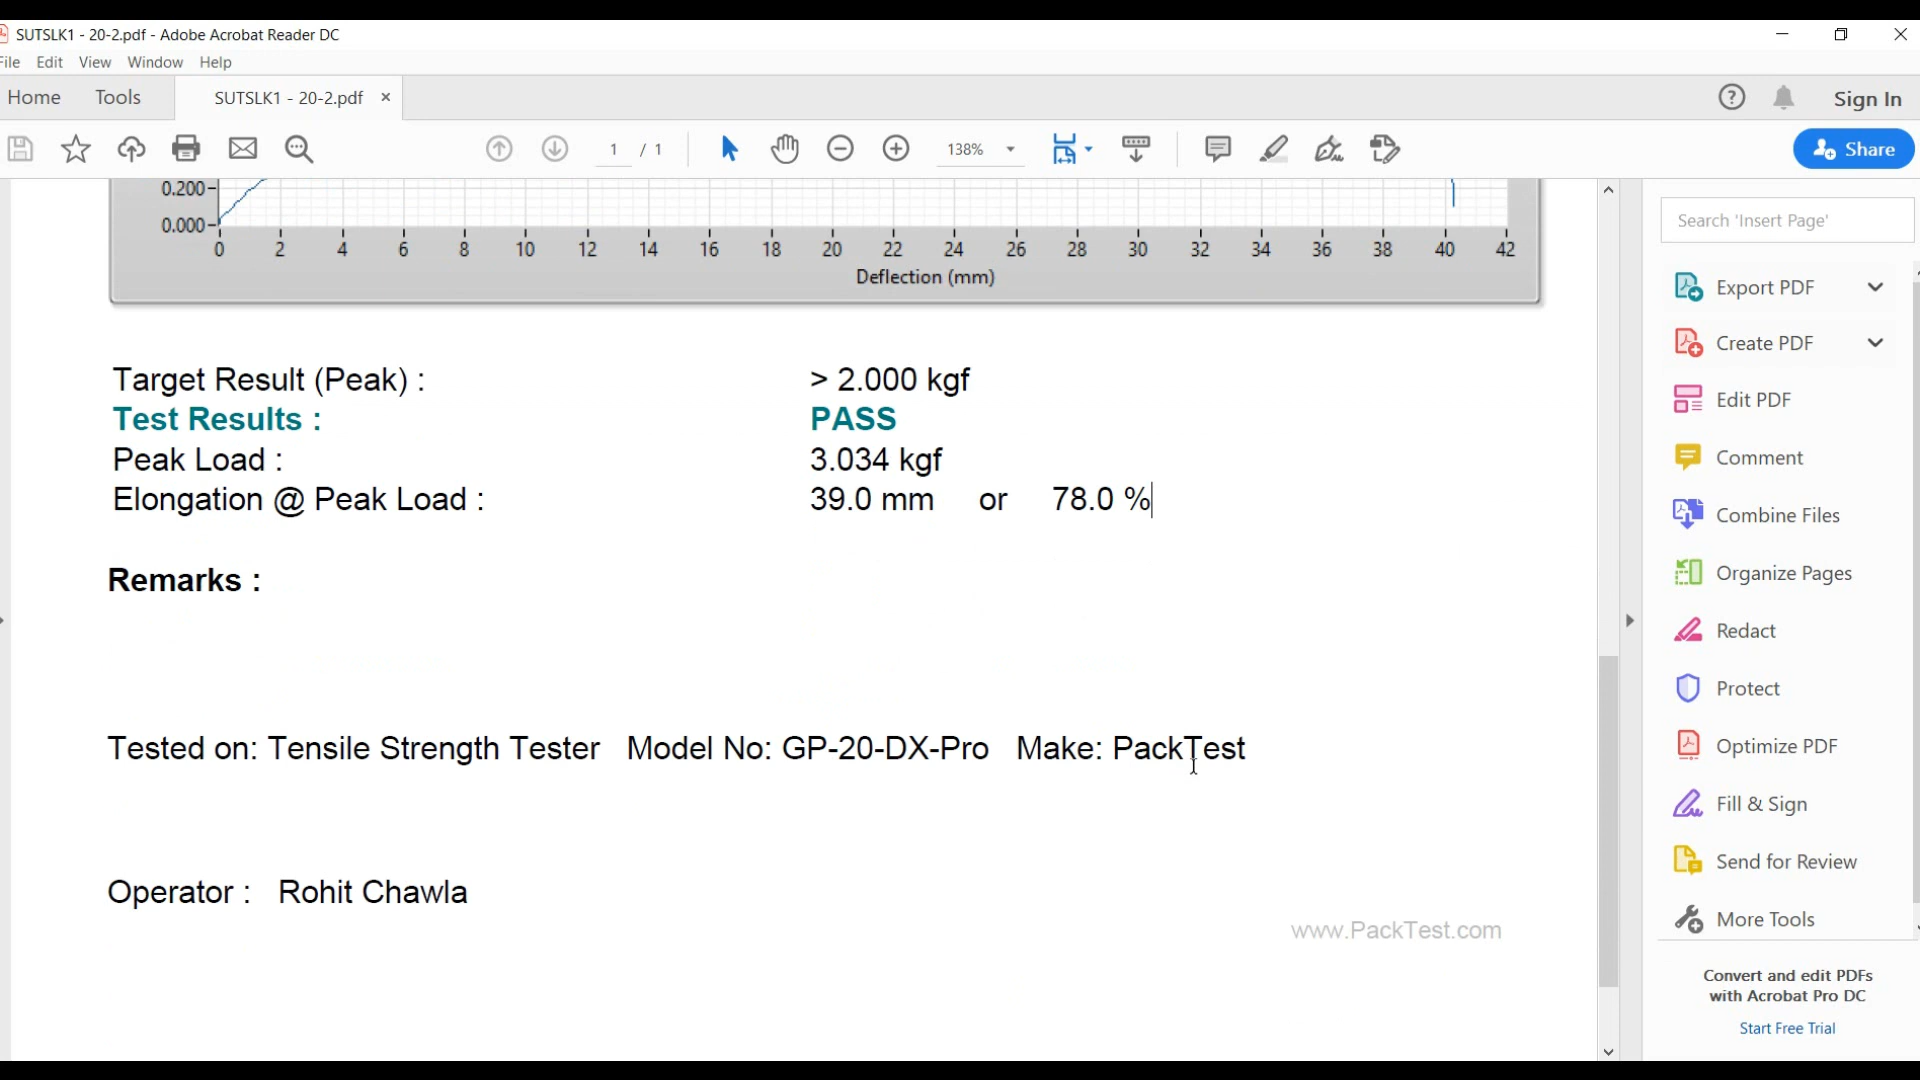 SUTSLK1 - 20-2.pdf - Adobe Acrobat Reader DC
File Edit View Window Help
Home Tools SUTSLK1 - 20-2.pdf × Sign In
1 / 1 138% Share
0.200
0.000
0 2 4 6 8 10 12 14 16 18 20 22 24 26 28 30 32 34 36 38 40 42
Deflection (mm)
Target Result (Peak) : > 2.000 kgf
Test Results : PASS
Peak Load : 3.034 kgf
Elongation @ Peak Load : 39.0 mm or 78.0 %
Remarks :
Tested on: Tensile Strength Tester Model No: GP-20-DX-Pro Make: PackTest
Operator : Rohit Chawla
www.PackTest.com
Search 'Insert Page'
Export PDF
Create PDF
Edit PDF
Comment
Combine Files
Organize Pages
Redact
Protect
Optimize PDF
Fill & Sign
Send for Review
More Tools
Convert and edit PDFs
with Acrobat Pro DC
Start Free Trial